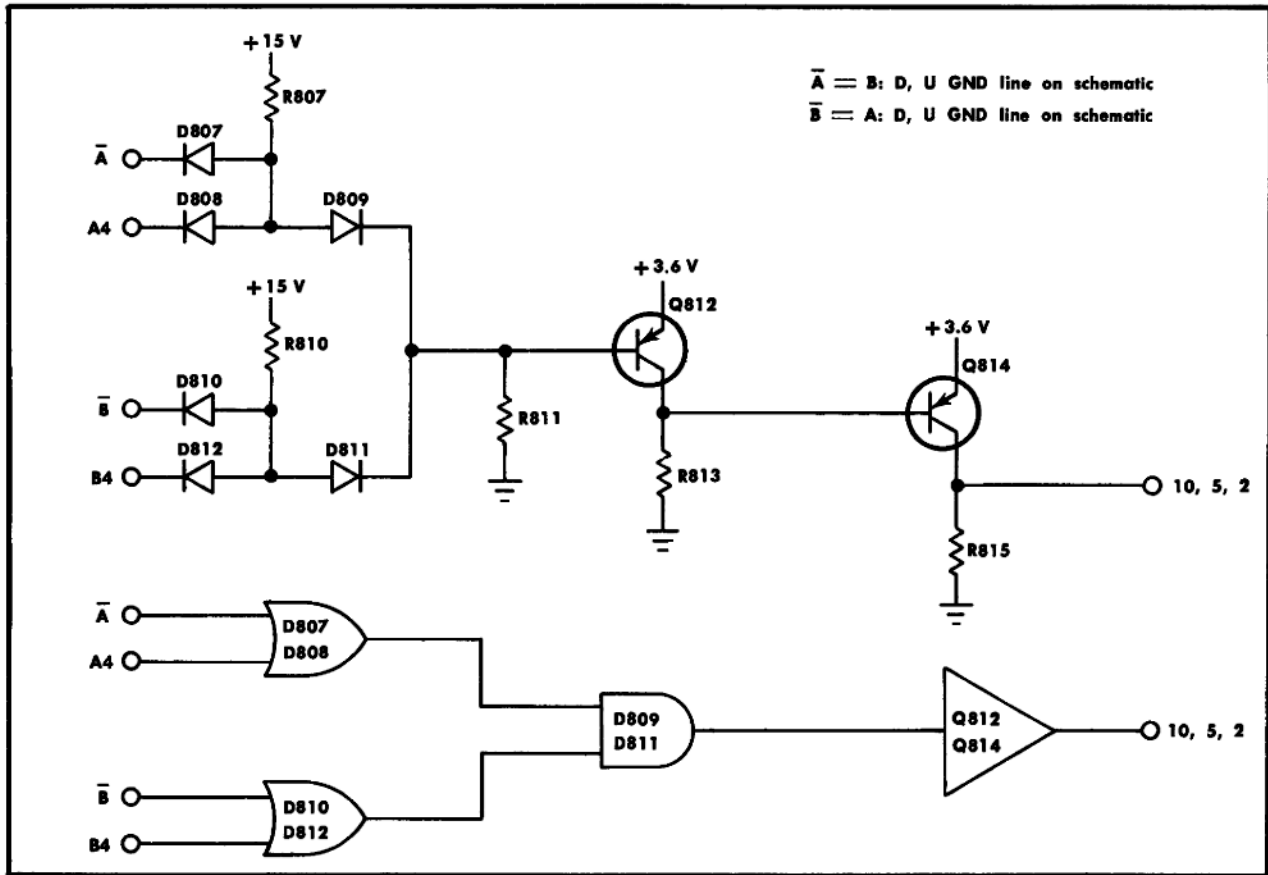 +15 V
R807
A̅ = B: D, U GND line on schematic
B̅ = A: D, U GND line on schematic
D807
A̅
D808
D809
A4
+15 V
R810
+3.6 V
Q812
+3.6 V
Q814
D810
B̅
R811
D812
D811
B4
R813
10, 5, 2
R815
A̅
D807
D808
A4
D809
D811
Q812
Q814
10, 5, 2
B̅
D810
D812
B4